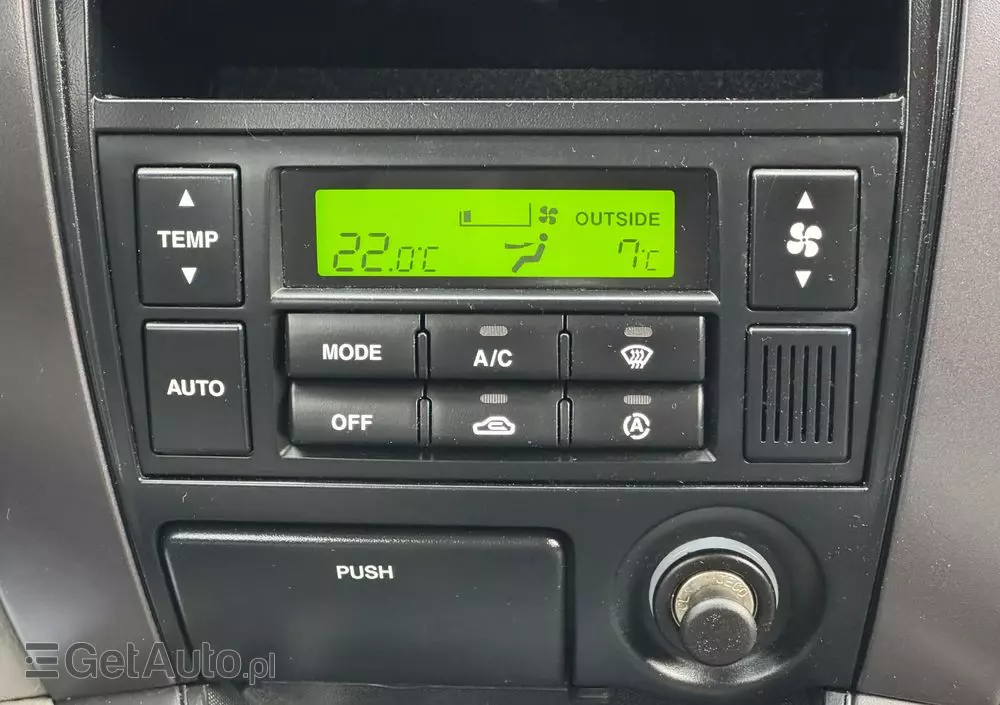 OUTSIDE
22.0°C
7°C
TEMP
MODE
A/C
AUTO
OFF
A
PUSH
GetAuto.pl